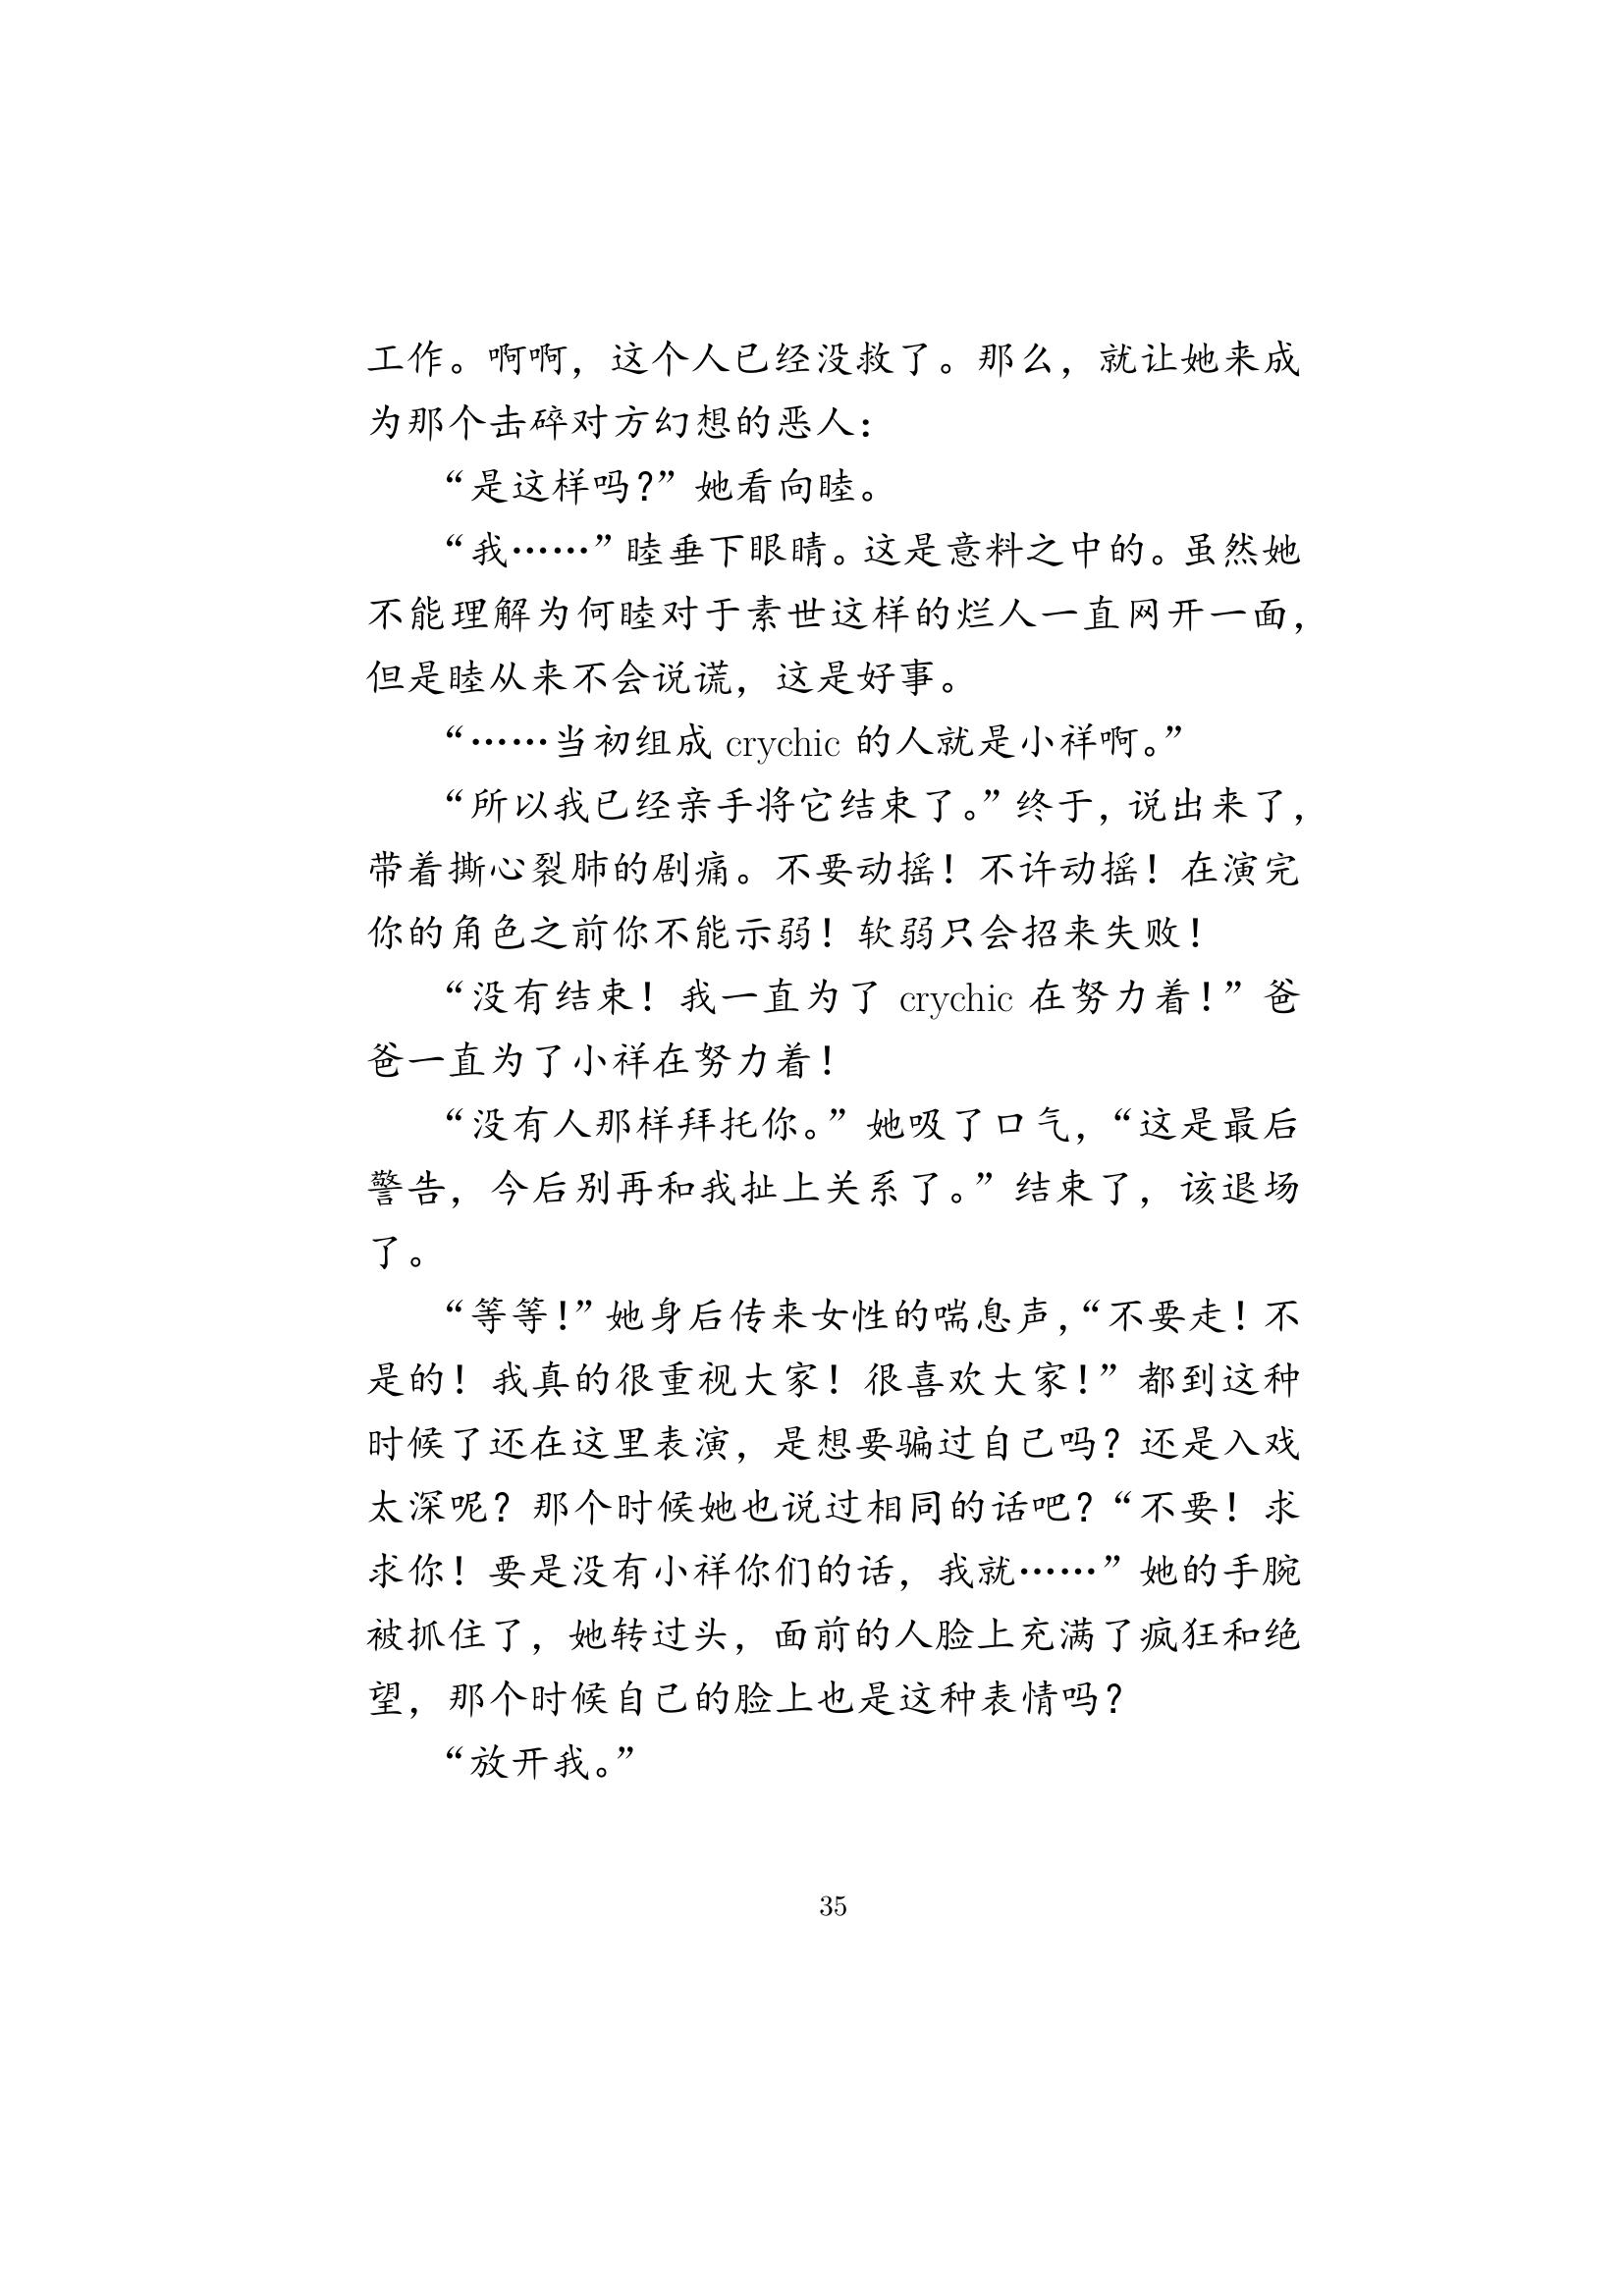 工作。啊啊，这个人已经没救了。那么，就让她来成
为那个击碎对方幻想的恶人：
“是这样吗？”她看向睦。
“我……”睦垂下眼睛。这是意料之中的。虽然她
不能理解为何睦对于素世这样的烂人一直网开一面，
但是睦从来不会说谎，这是好事。
“……当初组成 crychic 的人就是小祥啊。”
“所以我已经亲手将它结束了。”终于，说出来了，
带着撕心裂肺的剧痛。不要动摇！不许动摇！在演完
你的角色之前你不能示弱！软弱只会招来失败！
“没有结束！我一直为了 crychic 在努力着！”爸
爸一直为了小祥在努力着！
“没有人那样拜托你。”她吸了口气，“这是最后
警告，今后别再和我扯上关系了。”结束了，该退场
了。
“等等！”她身后传来女性的喘息声，“不要走！不
是的！我真的很重视大家！很喜欢大家！”都到这种
时候了还在这里表演，是想要骗过自己吗？还是入戏
太深呢？那个时候她也说过相同的话吧？“不要！求
求你！要是没有小祥你们的话，我就……”她的手腕
被抓住了，她转过头，面前的人脸上充满了疯狂和绝
望，那个时候自己的脸上也是这种表情吗？
“放开我。”
35